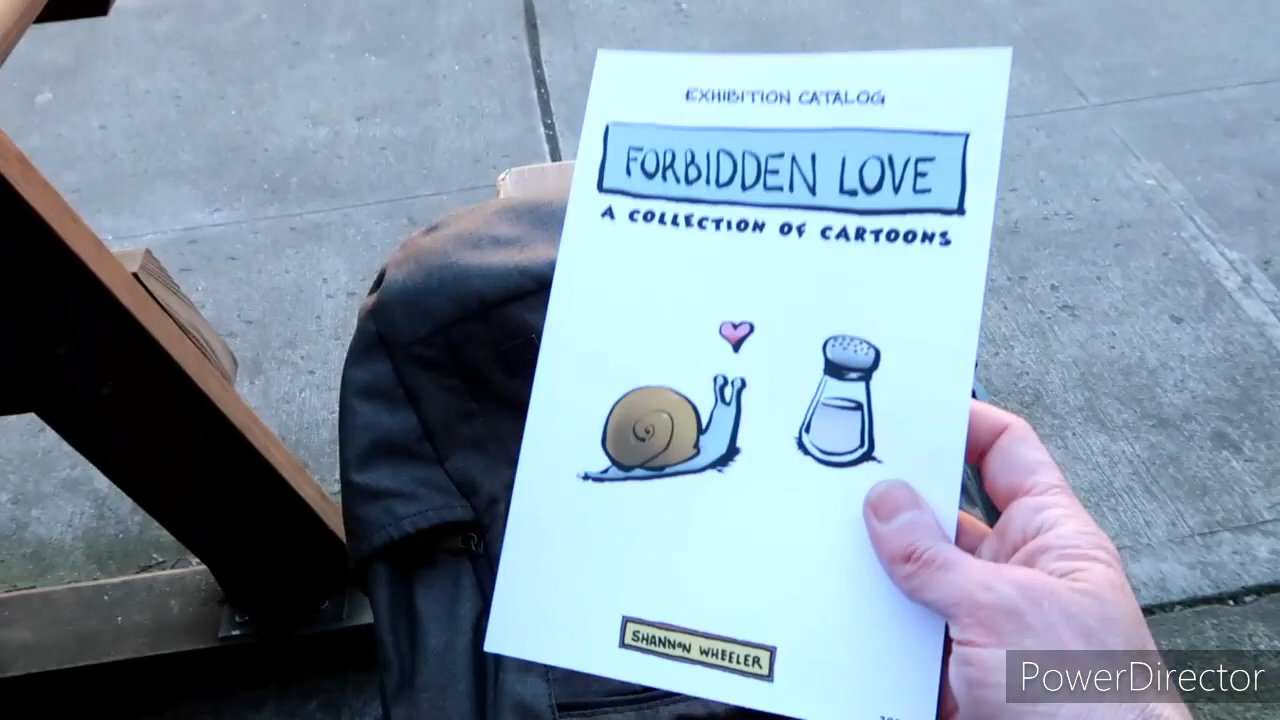 EXHIBITION CATALOG
FORBIDDEN LOVE
A COLLECTION OF CARTOONS
SHANNON WHEELER
PowerDirector